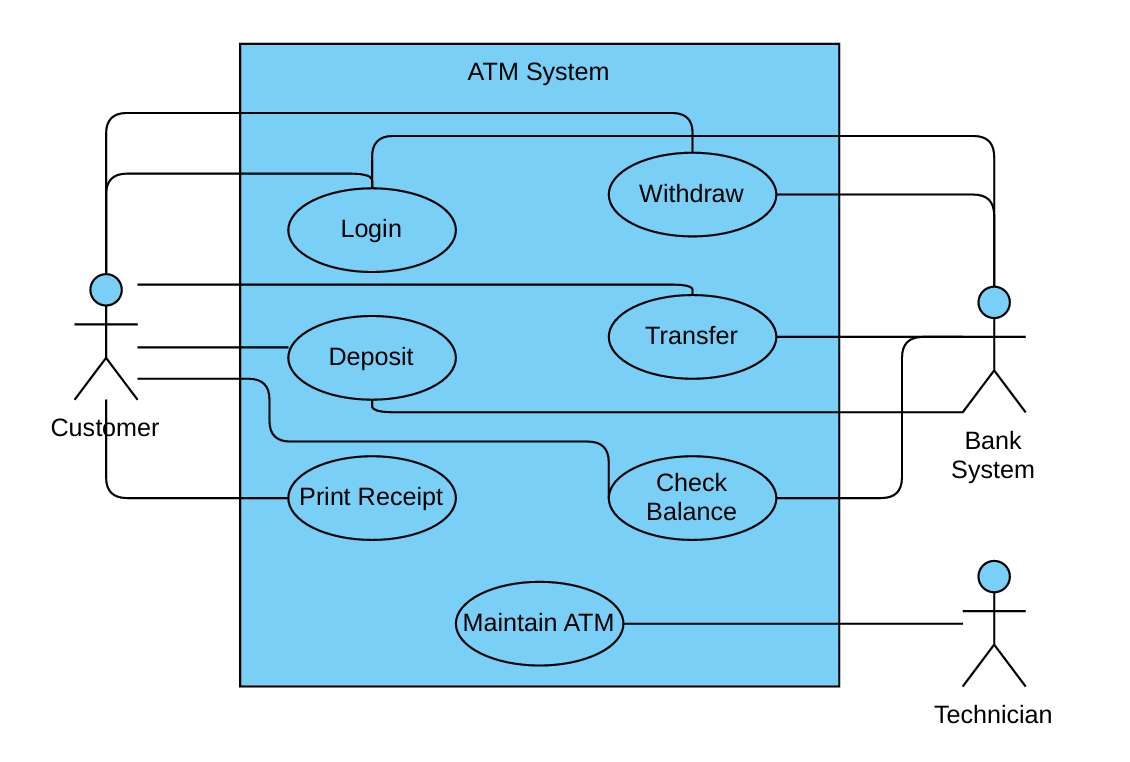 ATM System
Withdraw
Login
Transfer
Deposit
Customer
Bank
System
Check
Balance
Print Receipt
Maintain ATM
Technician